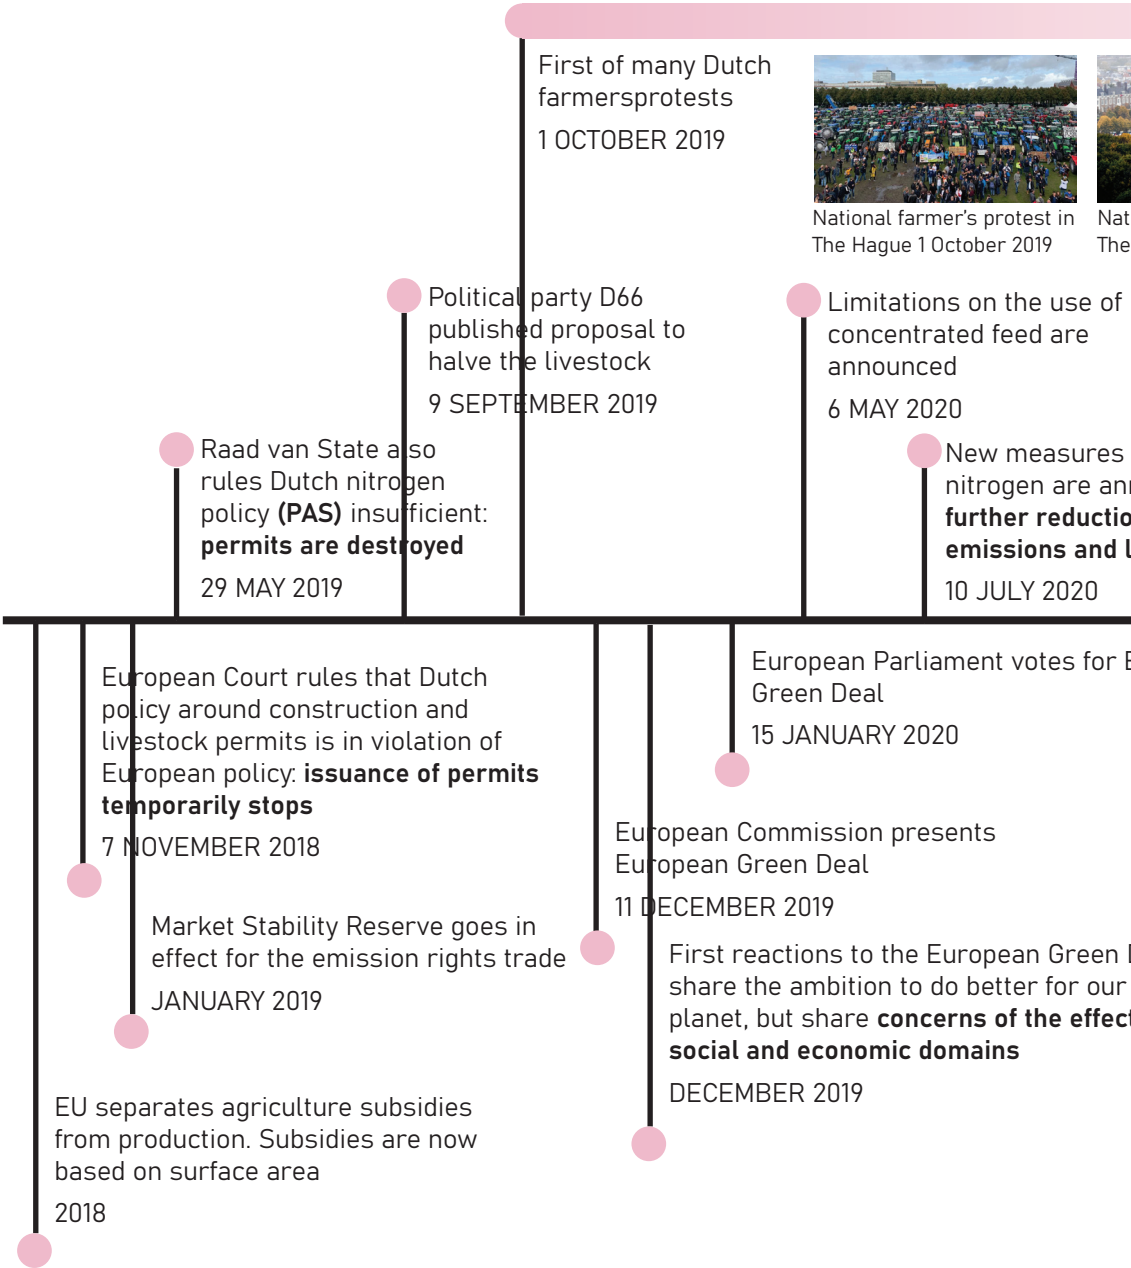 First of many Dutch
farmersprotests
1 OCTOBER 2019
National farmer's protest in
The Hague 1 October 2019
Nat
The
Political party D66
published proposal to
halve the livestock
9 SEPTEMBER 2019
Limitations on the use of
concentrated feed are
announced
6 MAY 2020
Raad van State also
rules Dutch nitrogen
policy (PAS) insufficient:
permits are destroyed
29 MAY 2019
New measures
nitrogen are
further
emissions and
10 JULY 2020
European Court rules that Dutch
policy around construction and
livestock permits is in violation of
European policy: issuance of permits
temporarily stops
7 NOVEMBER 2018
European Parliament votes for
Green Deal
15 JANUARY 2020
European Commission presents
European Green Deal
11 DECEMBER 2019
Market Stability Reserve goes in
effect for the emission rights trade
JANUARY 2019
First reactions to the European Green
share the ambition to do better for our
planet, but share concerns of the effect
social and economic domains
DECEMBER 2019
EU separates agriculture subsidies
from production. Subsidies are now
based on surface area
2018